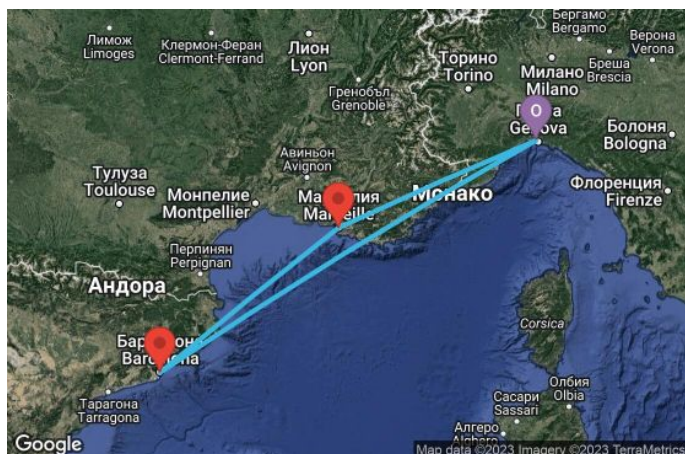 Лимож
Limoges
Клермон-Феран
Clermont-Ferrand
Лион
Lyon
Торино
Torino
Бергамо
Bergamo
Милано
Milano
Бреша
Brescia
Верона
Verona
Гренобъл
Grenoble
O
Болоня
Bologna
Авиньон
Avignon
Тулуза
Toulouse
Монпелие
Montpellier
Монако
Флоренция
Firenze
Перпинян
Perpignan
Андора
Corsica
Тарагона
Tarragona
Сасари
Sassari
Олбия
Olbia
Алгеро
Google
Map data ©2023 Imagery ©2023 TerraMetrics